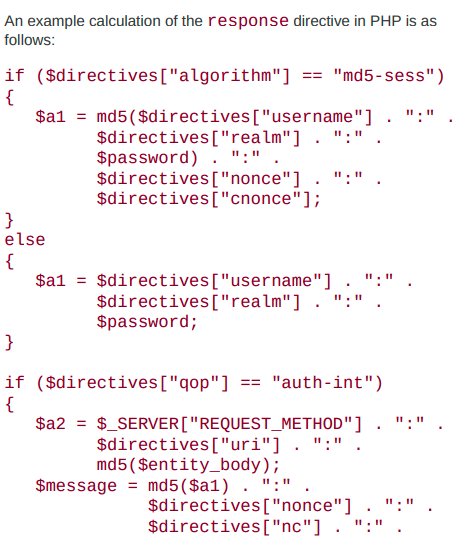 An example calculation of the response directive in PHP is as
follows:
if ($directives["algorithm"] == "md5-sess")
{
$a1 = md5($directives["username"] . ":" .
$directives["realm"] . ":" .
$password) . ":" .
$directives["nonce"] . ":" .
$directives["cnonce"];
}
else
{
$a1 = $directives["username"] . ":" .
$directives["realm"] . ":" .
$password;
}
if ($directives["qop"] == "auth-int")
{
$a2 = $_SERVER["REQUEST_METHOD"] . ":" .
$directives["uri"] . ":" .
md5($entity_body);
$message = md5($a1) . ":" .
$directives["nonce"] . ":" .
$directives["nc"] . ":" .